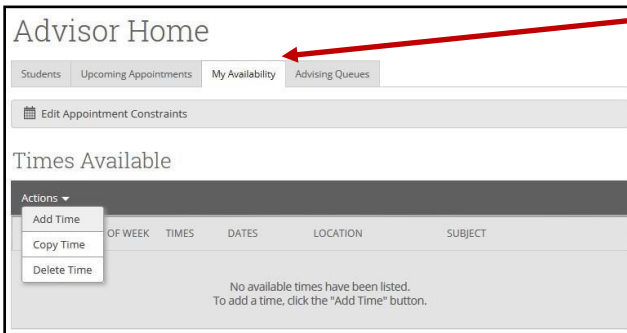 Advisor Home
Students Upcoming Appointments My Availability Advising Queues
Edit Appointment Constraints
Times Available
Actions
Add Time
OF WEEK TIMES DATES LOCATION SUBJECT
Copy Time
Delete Time
No available times have been listed.
To add a time, click the "Add Time" button.